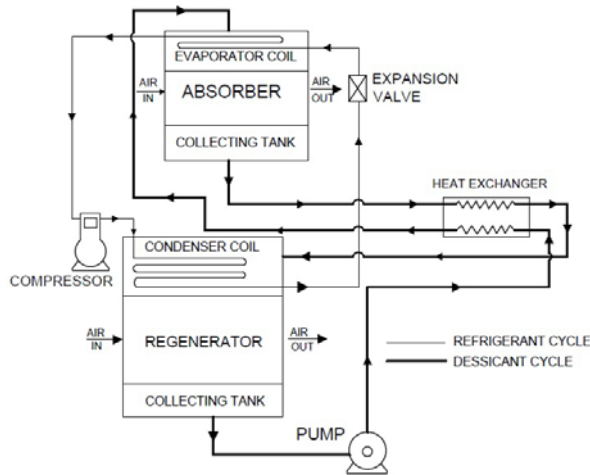 EVAPORATOR COIL
AIR
IN
ABSORBER
AIR
OUT
EXPANSION
VALVE
COLLECTING TANK
HEAT EXCHANGER
CONDENSER COIL
COMPRESSOR
AIR
IN
REGENERATOR
AIR
OUT
REFRIGERANT CYCLE
DESSICANT CYCLE
COLLECTING TANK
PUMP